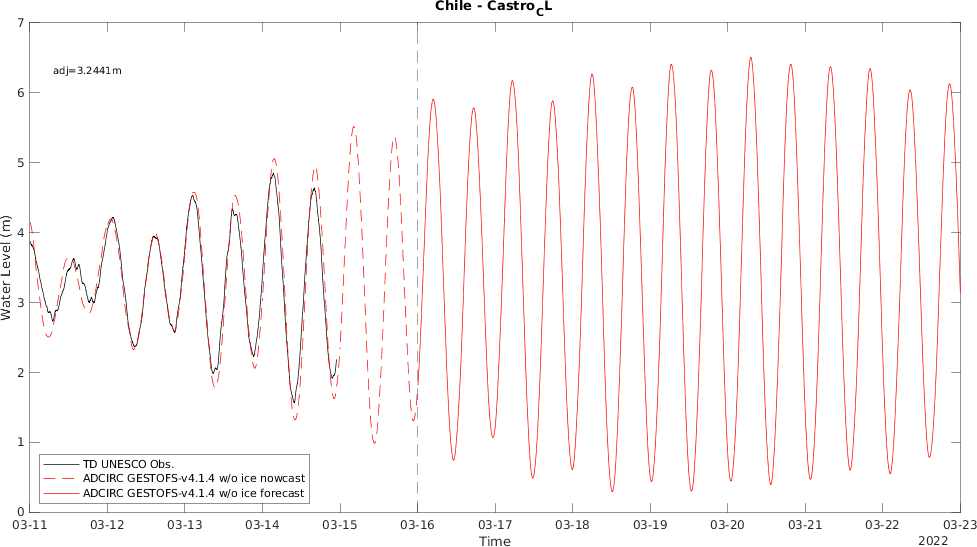 Chile - Castro_CL
adj=3.2441m
Water Level (m)
7
6
5
4
3
2
1
0
TD UNESCO Obs.
ADCIRC GESTOFS-v4.1.4 w/o ice nowcast
ADCIRC GESTOFS-v4.1.4 w/o ice forecast
03-11 03-12 03-13 03-14 03-15 03-16 03-17 03-18 03-19 03-20 03-21 03-22 03-23
Time
2022